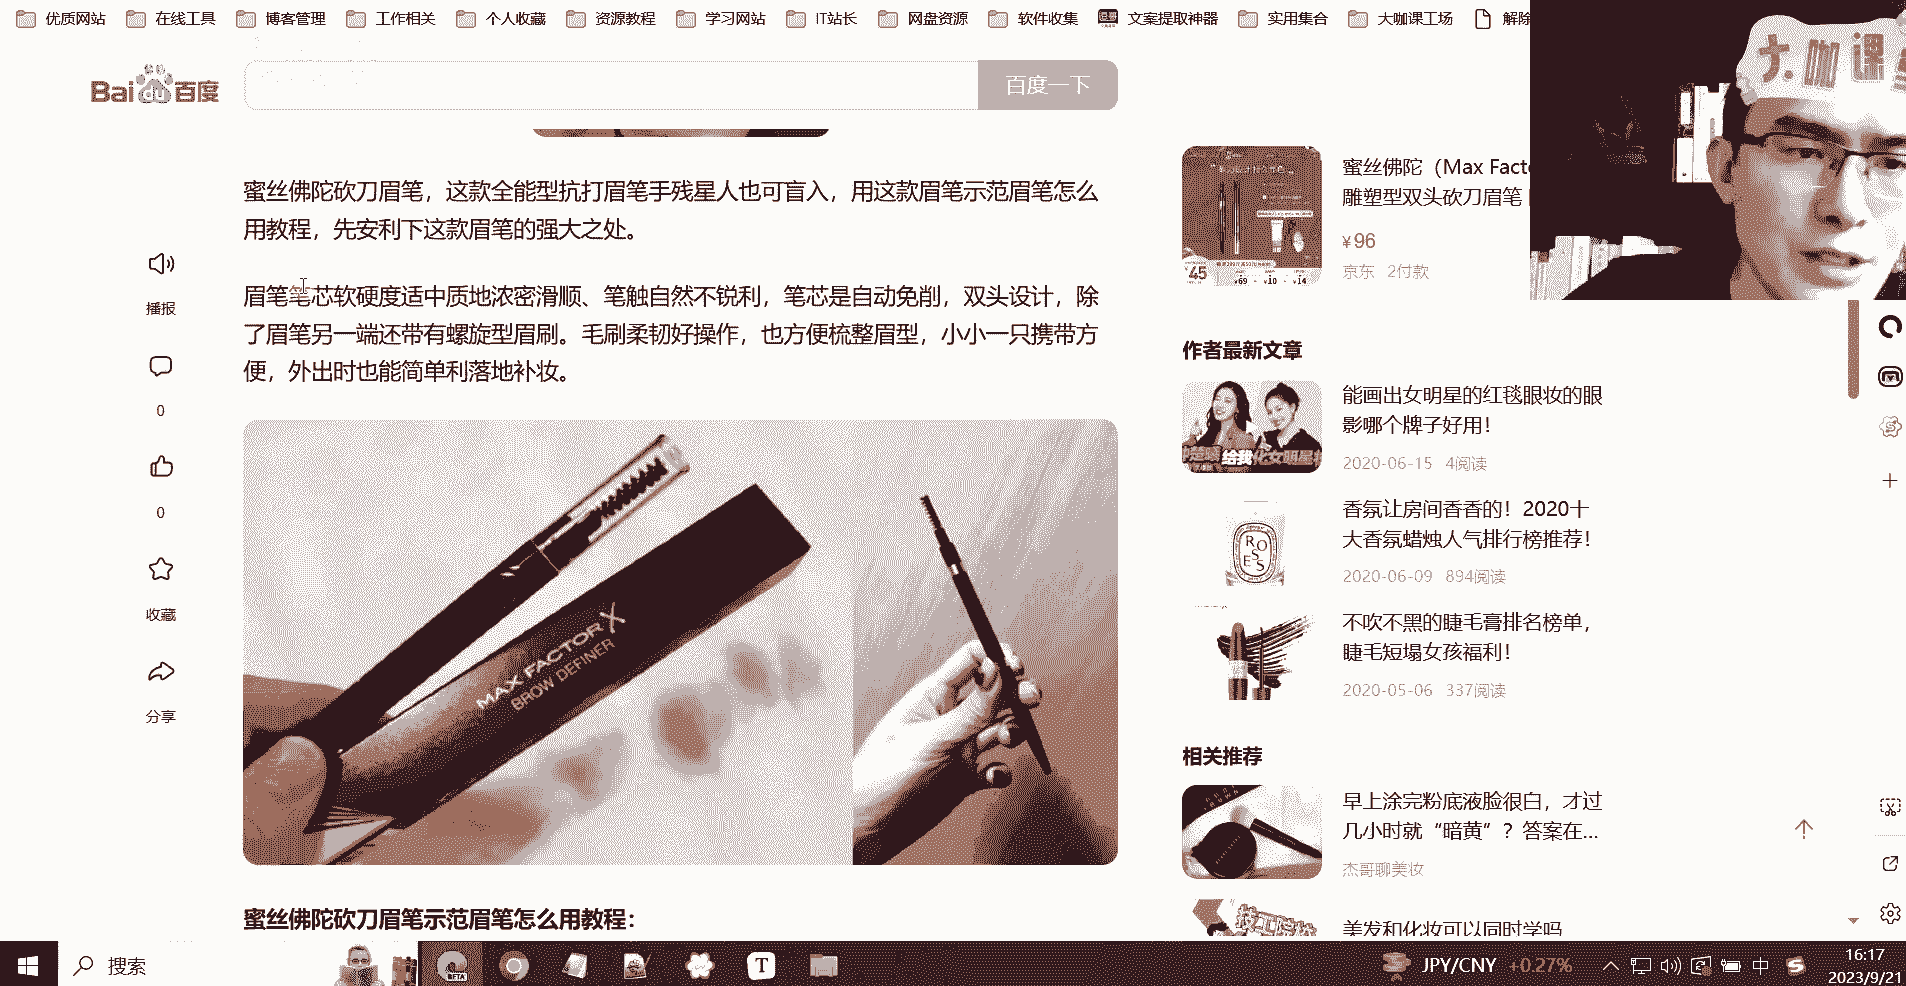 优质网站 在线工具 博客管理 工作相关 个人收藏 资源教程 学习网站 IT站长 网盘资源 软件收集 文案提取神器 实用集合 大咖课工场 解除
Bai du 百度
百度一下
大咖课
蜜丝佛陀砍刀眉笔，这款全能型抗打眉笔手残星人也可盲入，用这款眉笔示范眉笔怎么
用教程，先安利下这款眉笔的强大之处。
眉笔笔芯软硬度适中质地浓密滑顺、笔触自然不锐利，笔芯是自动免削，双头设计，除
了眉笔另一端还带有螺旋型眉刷。毛刷柔韧好操作，也方便梳整眉型，小小一只携带方
便，外出时也能简单利落地补妆。
MAX FACTOR X
BROW DEFINER
蜜丝佛陀砍刀眉笔示范眉笔怎么用教程：
播报
0
0
收藏
分享
45
¥69
¥10
¥14
蜜丝佛陀（Max Facto
雕塑型双头砍刀眉笔
¥96
京东 2付款
作者最新文章
给我
能画出女明星的红毯眼妆的眼
影哪个牌子好用！
2020-06-15 4阅读
ROSES
香氛让房间香香的！2020十
大香氛蜡烛人气排行榜推荐！
2020-06-09 894阅读
不吹不黑的睫毛膏排名榜单，
睫毛短塌女孩福利！
2020-05-06 337阅读
相关推荐
早上涂完粉底液脸很白，才过
几小时就“暗黄”？答案在...
杰哥聊美妆
美发和化妆可以同时学吗
搜索
BETA
T
JPY/CNY +0.27%
中
S
16:17
2023/9/21